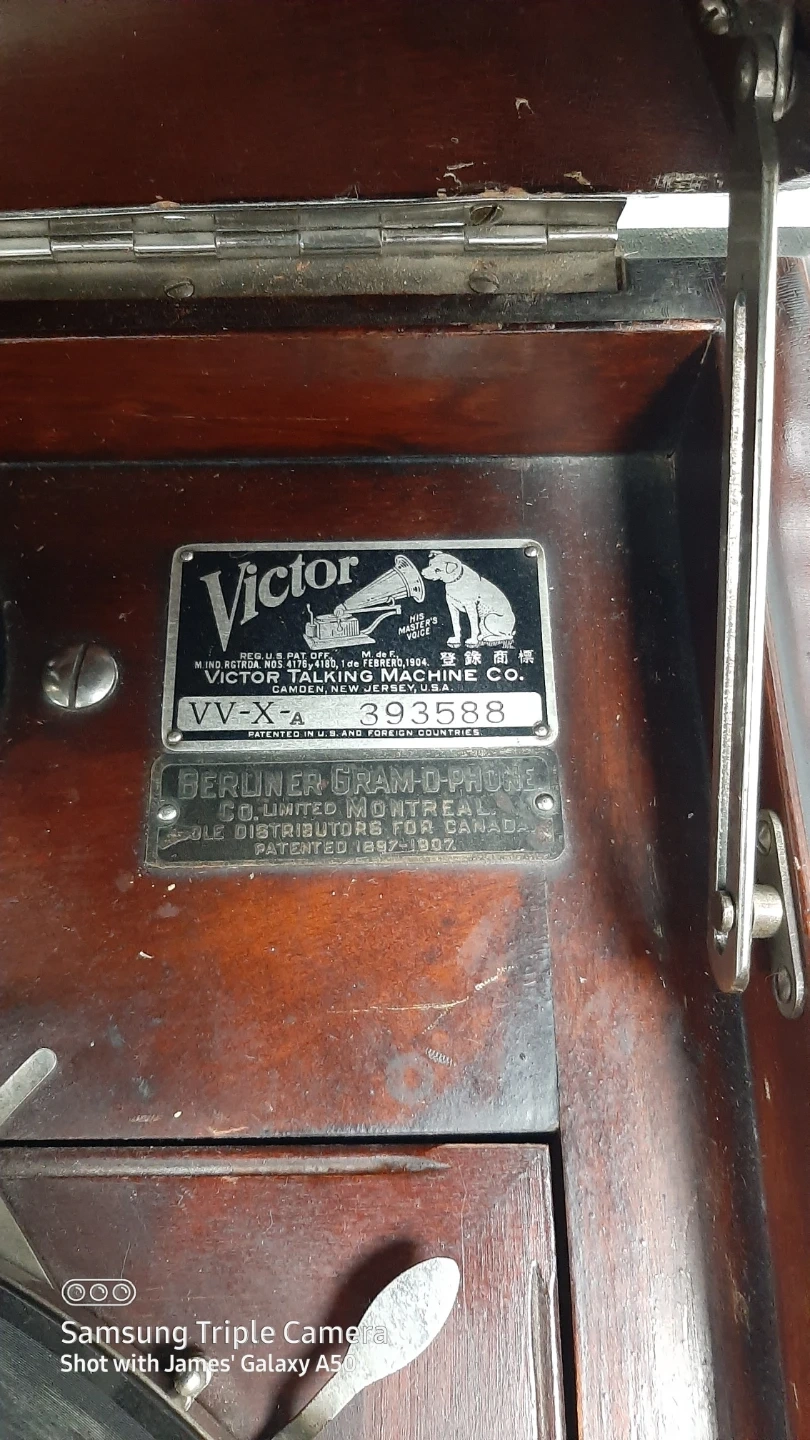 Victor
HIS
MASTER'S
VOICE
REG. U.S. PAT. OFF. M. de F.
M. IND. RGTRDA. NOS. 4176 y 4180, 1 de FEBRERO, 1904. 登錄商標
VICTOR TALKING MACHINE CO.
CAMDEN, NEW JERSEY, U.S.A.
VV-X-A 393588
PATENTED IN U.S. AND FOREIGN COUNTRIES.
BERLINER GRAM-O-PHONE
CO. LIMITED MONTREAL.
SOLE DISTRIBUTORS FOR CANADA.
PATENTED 1897-1907.
Samsung Triple Camera
Shot with James' Galaxy A50